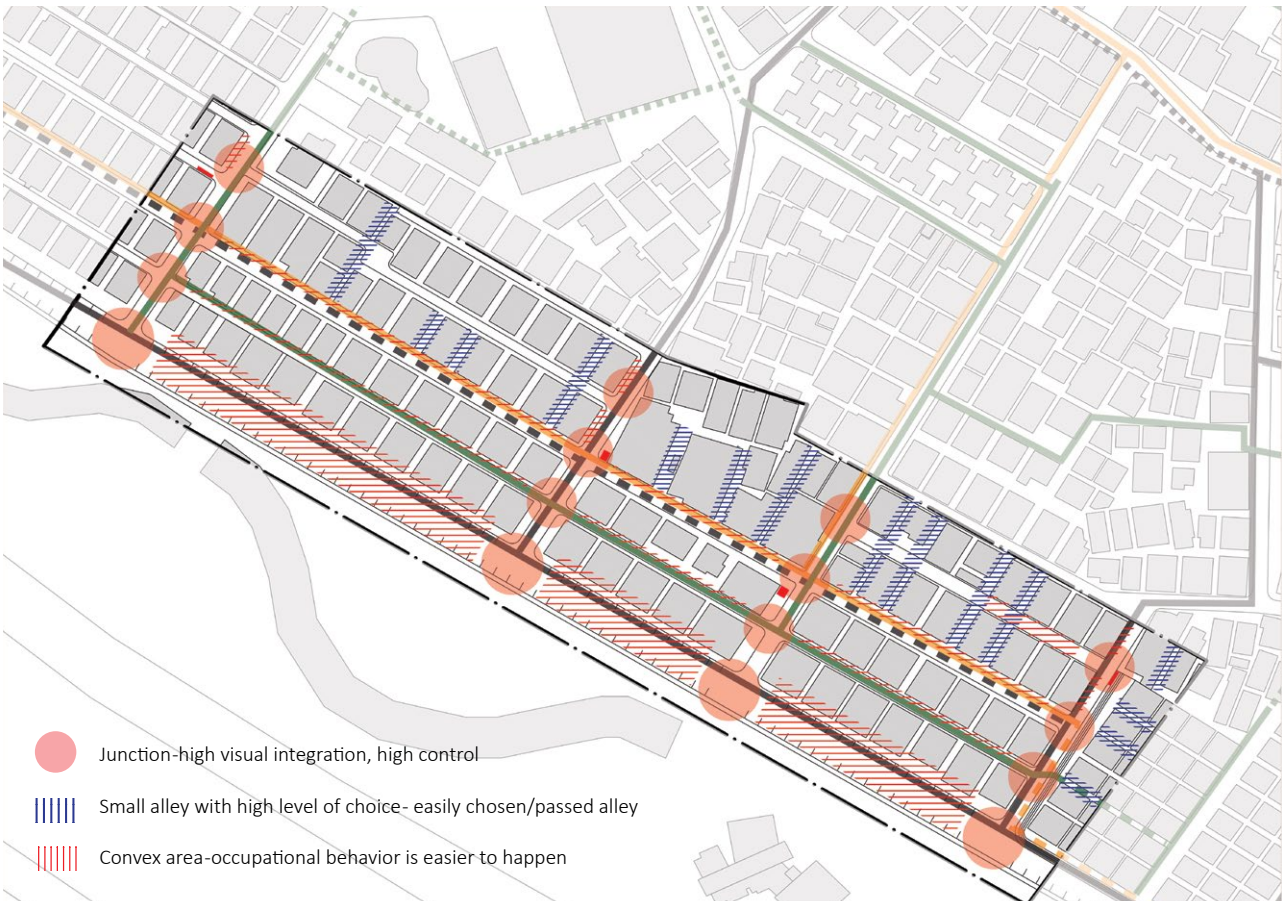 Junction-high visual integration, high control
Small alley with high level of choice- easily chosen/passed alley
Convex area-occupational behavior is easier to happen